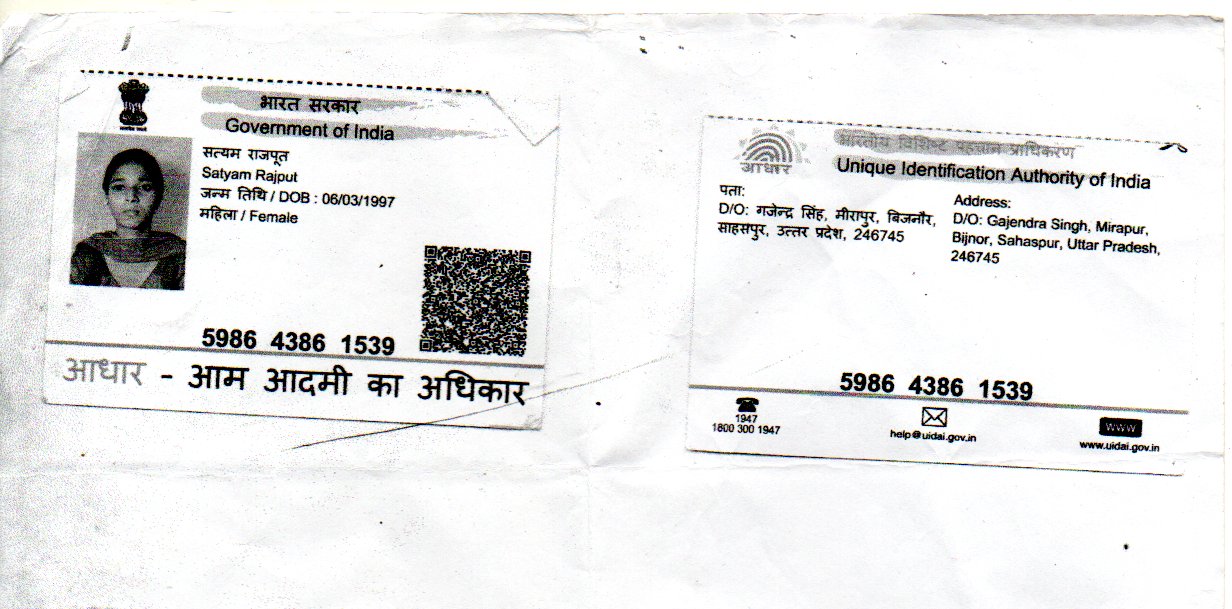 भारत सरकार
Government of India
सत्यम राजपूत
Satyam Rajput
जन्म तिथि / DOB : 06/03/1997
महिला / Female
5986 4386 1539
आधार - आम आदमी का अधिकार
आधार
भारतीय विशिष्ट पहचान प्राधिकरण
Unique Identification Authority of India
पता:
D/O: गजेन्द्र सिंह, मीरापुर, बिजनौर,
साहसपुर, उत्तर प्रदेश, 246745
Address:
D/O: Gajendra Singh, Mirapur,
Bijnor, Sahaspur, Uttar Pradesh,
246745
5986 4386 1539
1947
1800 300 1947
help@uidai.gov.in
www
www.uidai.gov.in